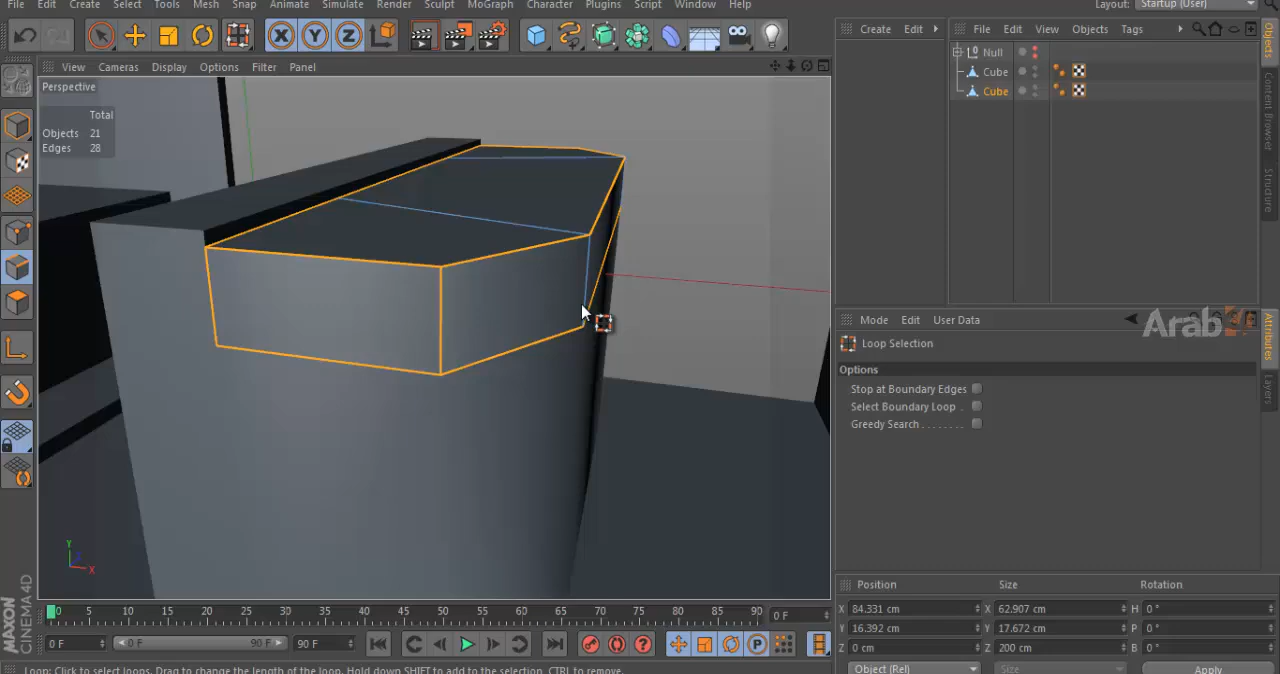 File Edit Create Select Tools Mesh Snap Animate Simulate Render Sculpt MoGraph Character Plugins Script Window Help Layout: Startup (User)
View Cameras Display Options Filter Panel
Create Edit
File Edit View Objects Tags
Perspective
Total
Objects 21
Edges 28
Null
Cube
Cube
Objects
Content Browser
Structure
Mode Edit User Data
Arab
Loop Selection
Options
Stop at Boundary Edges
Select Boundary Loop .
Greedy Search . . . . . . .
Attributes
Layers
X Y Z
Y
Z
X
Position Size Rotation
X 84.331 cm X 62.907 cm H 0 °
Y 16.392 cm Y 17.672 cm P 0 °
Z 0 cm Z 200 cm B 0 °
Object (Rel) Size Apply
0 5 10 15 20 25 30 35 40 45 50 55 60 65 70 75 80 85 90 0 F
0 F 0 F 90 F 90 F
MAXON
CINEMA 4D
Loop: Click to select loops. Drag to change the length of the loop. Hold down SHIFT to add to the selection, CTRL to remove.